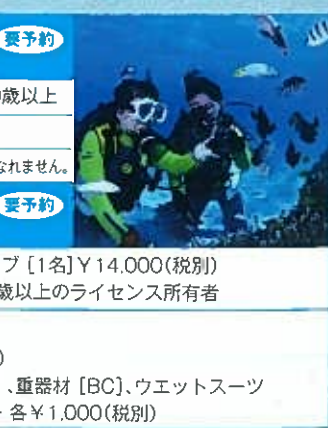 要予約
歳以上
なれません。
要予約
ブ [1名]¥14,000(税別)
歳以上のライセンス所有者
)
、重器材 [BC]、ウエットスーツ
各¥1,000(税別)